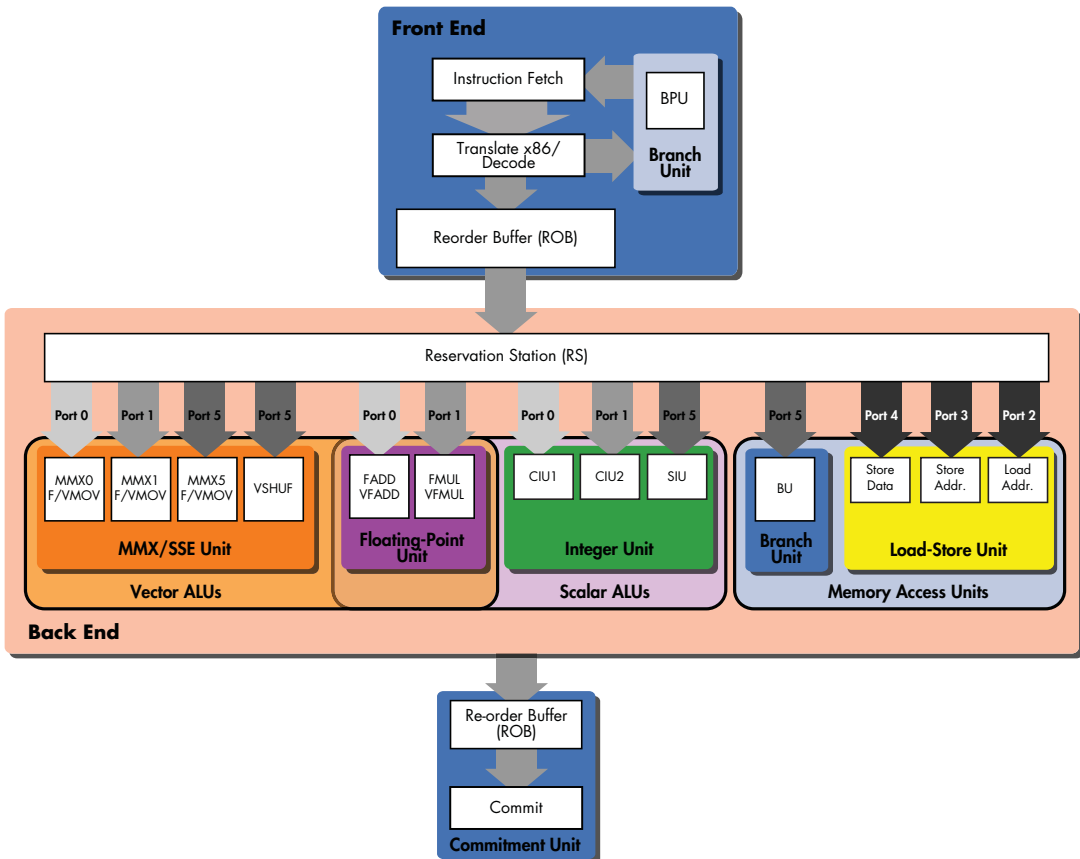 Front End
Instruction Fetch
BPU
Translate x86/
Decode
Branch
Unit
Reorder Buffer (ROB)
Reservation Station (RS)
Port 0
Port 1
Port 5
Port 5
Port 0
Port 1
Port 0
Port 1
Port 5
Port 5
Port 4
Port 3
Port 2
MMX0
F/VMOV
MMX1
F/VMOV
MMX5
F/VMOV
VSHUF
FADD
VFADD
FMUL
VFMUL
CIU1
CIU2
SIU
BU
Store
Data
Store
Addr.
Load
Addr.
MMX/SSE Unit
Floating-Point
Unit
Integer Unit
Branch
Unit
Load-Store Unit
Vector ALUs
Scalar ALUs
Memory Access Units
Back End
Re-order Buffer
(ROB)
Commit
Commitment Unit